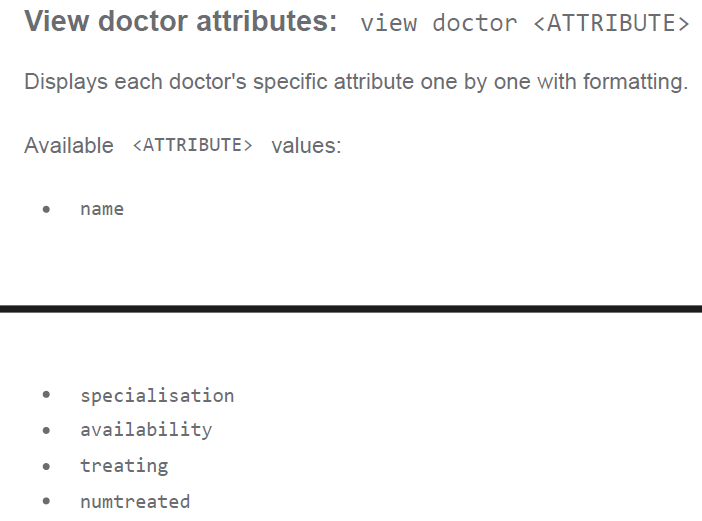 View doctor attributes: view doctor <ATTRIBUTE>
Displays each doctor's specific attribute one by one with formatting.
Available <ATTRIBUTE> values:
• name
• specialisation
• availability
• treating
• numtreated